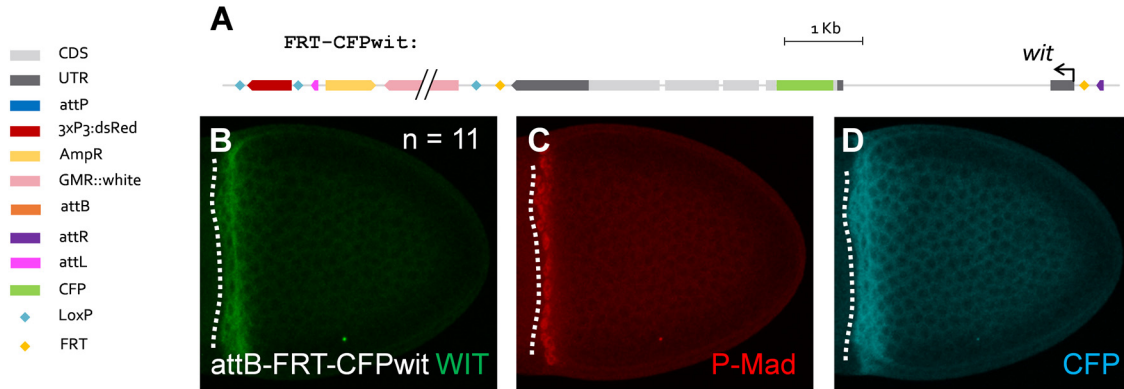 A
FRT-CFPwit:
1 Kb
wit
CDS
UTR
attP
3xP3:dsRed
AmpR
GMR::white
attB
attR
attL
CFP
LoxP
FRT
B
n = 11
attB-FRT-CFPwit WIT
C
P-Mad
D
CFP